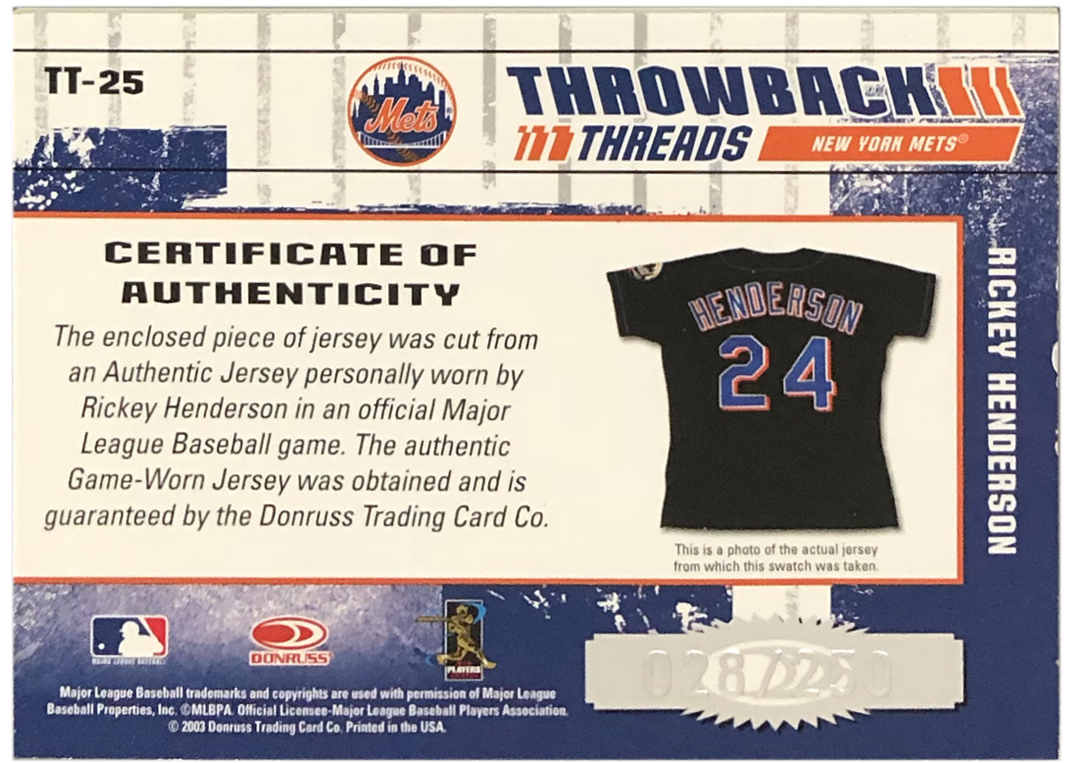 TT-25
Mets
THROWBACK
THREADS
NEW YORK METS®
RICKEY HENDERSON
CERTIFICATE OF
AUTHENTICITY
The enclosed piece of jersey was cut from
an Authentic Jersey personally worn by
Rickey Henderson in an official Major
League Baseball game. The authentic
Game-Worn Jersey was obtained and is
guaranteed by the Donruss Trading Card Co.
HENDERSON
24
This is a photo of the actual jersey
from which this swatch was taken.
MAJOR LEAGUE BASEBALL
DONRUSS®
PLAYERS
028/250
Major League Baseball trademarks and copyrights are used with permission of Major League
Baseball Properties, Inc. ©MLBPA. Official Licensee-Major League Baseball Players Association.
© 2003 Donruss Trading Card Co. Printed in the USA.